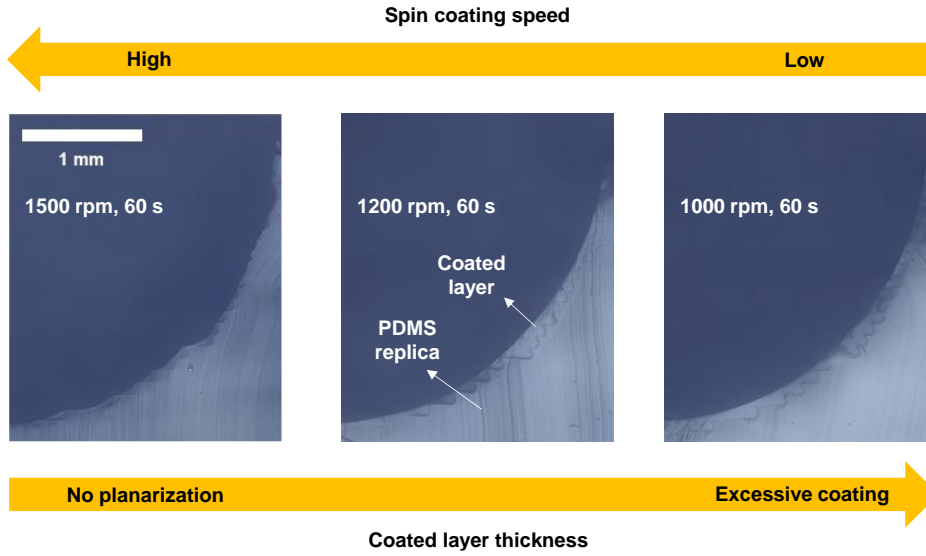 Spin coating speed
High
Low
1 mm
1500 rpm, 60 s
1200 rpm, 60 s
1000 rpm, 60 s
Coated
layer
PDMS
replica
No planarization
Excessive coating
Coated layer thickness